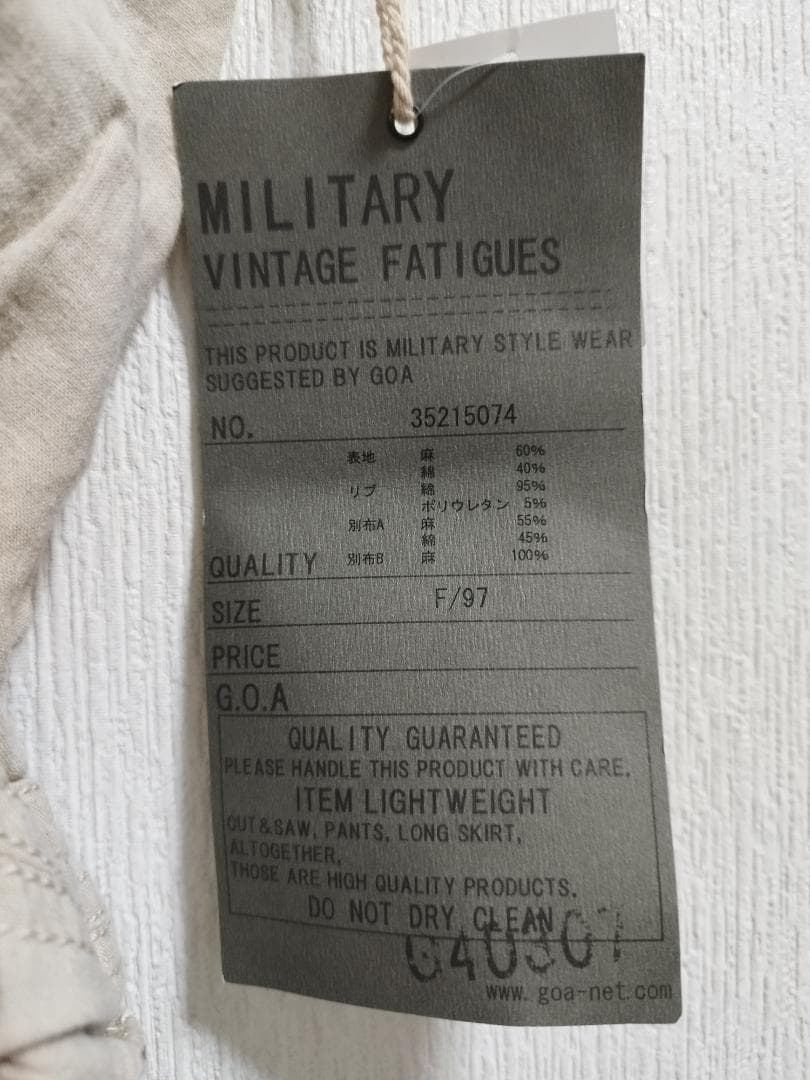 MILITARY
VINTAGE FATIGUES
THIS PRODUCT IS MILITARY STYLE WEAR
SUGGESTED BY GOA
NO. 35215074
表地 麻 60%
綿 40%
リブ 綿 95%
ポリウレタン 5%
別布A 麻 55%
綿 45%
QUALITY 別布B 麻 100%
SIZE F/97
PRICE
G.O.A
QUALITY GUARANTEED
PLEASE HANDLE THIS PRODUCT WITH CARE.
ITEM LIGHTWEIGHT
CUT&SAW, PANTS, LONG SKIRT,
ALTOGETHER,
THOSE ARE HIGH QUALITY PRODUCTS.
DO NOT DRY CLEAN
040307
www.goa-net.com